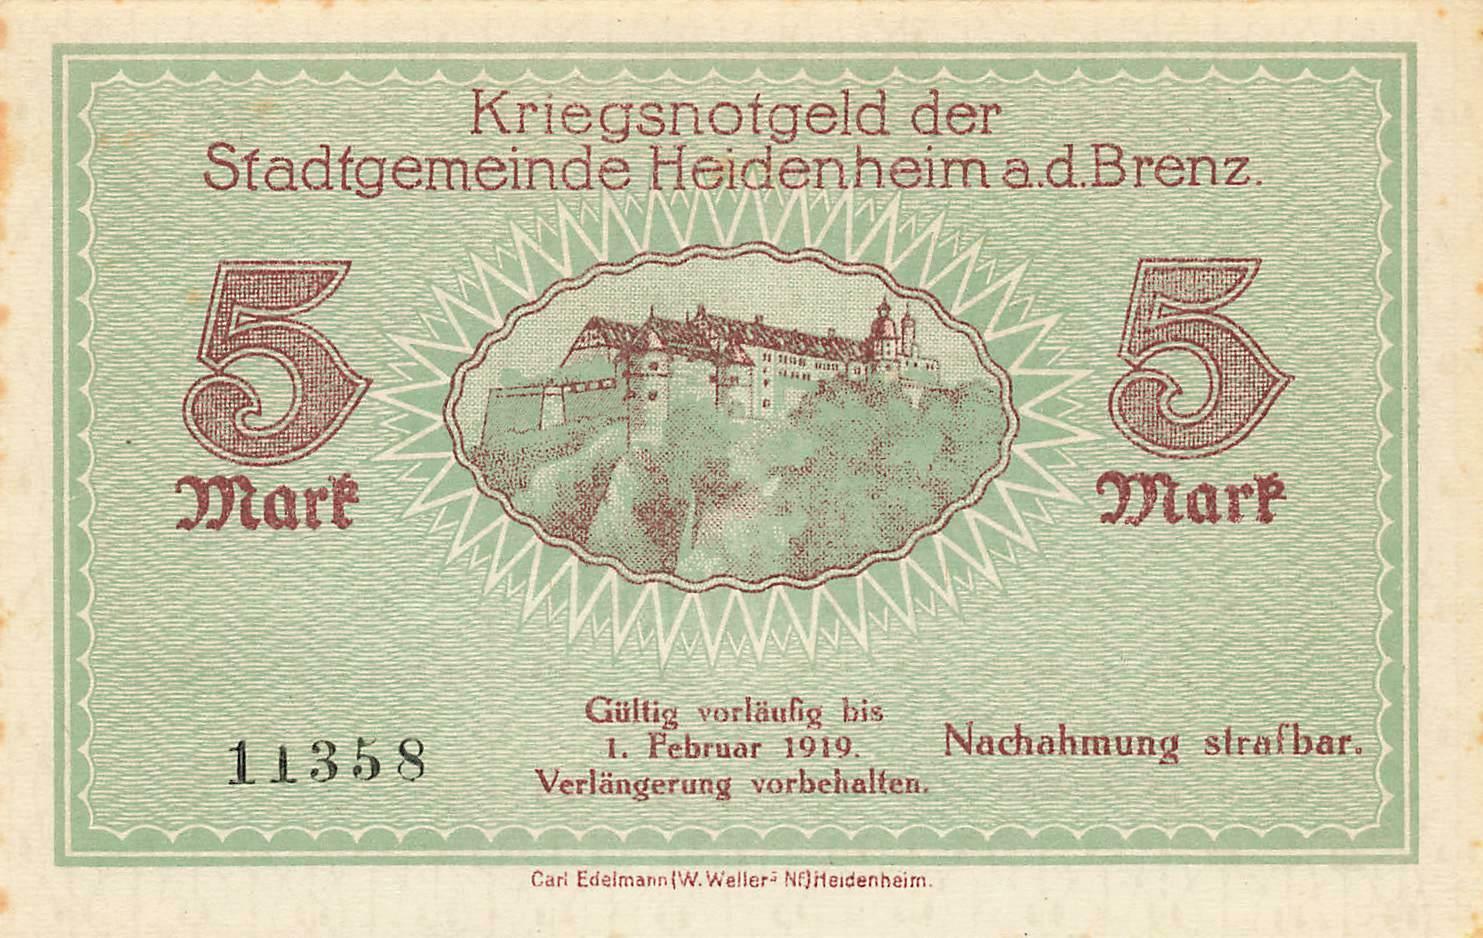 Kriegsnotgeld der
Stadtgemeinde Heidenheim a.d.Brenz.
5 5
Mark Mark
Gültig vorläufig bis
1. Februar 1919.
Verlängerung vorbehalten.
11358
Nachahmung strafbar.
Carl Edelmann (W. Weller's Nf.) Heidenheim.